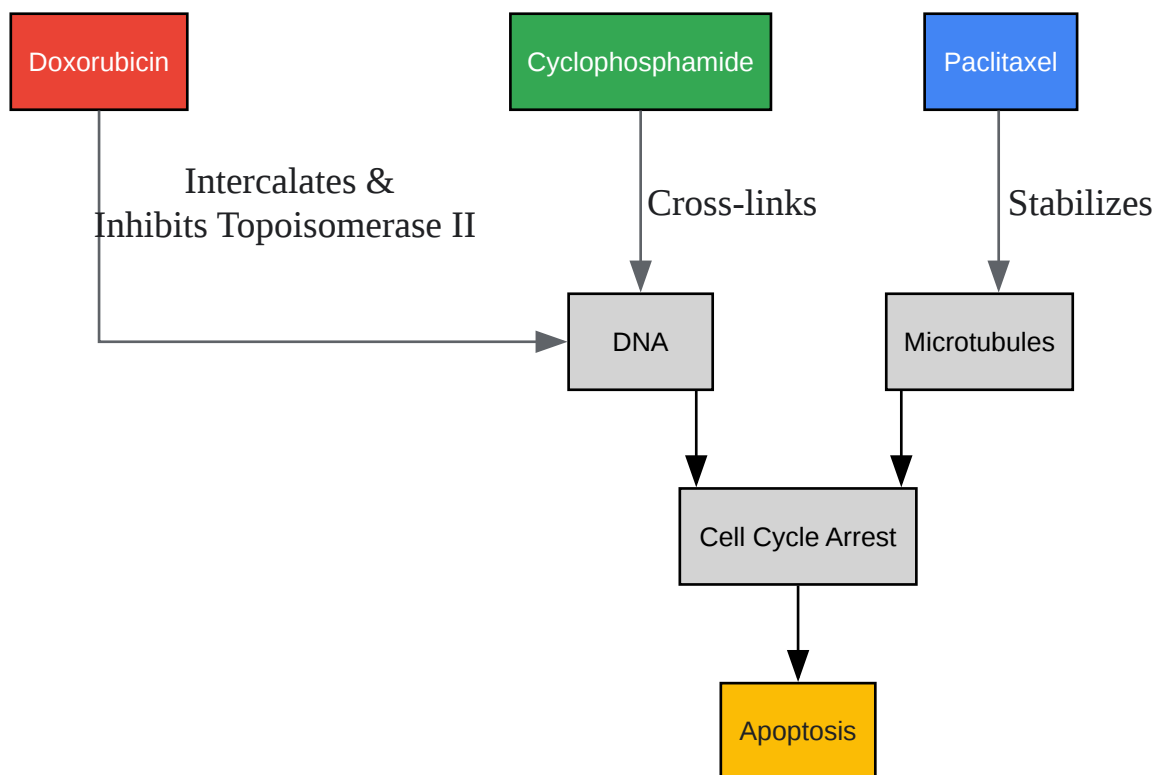 Doxorubicin
Cyclophosphamide
Paclitaxel
Intercalates &
Inhibits Topoisomerase II
Cross-links
Stabilizes
DNA
Microtubules
Cell Cycle Arrest
Apoptosis